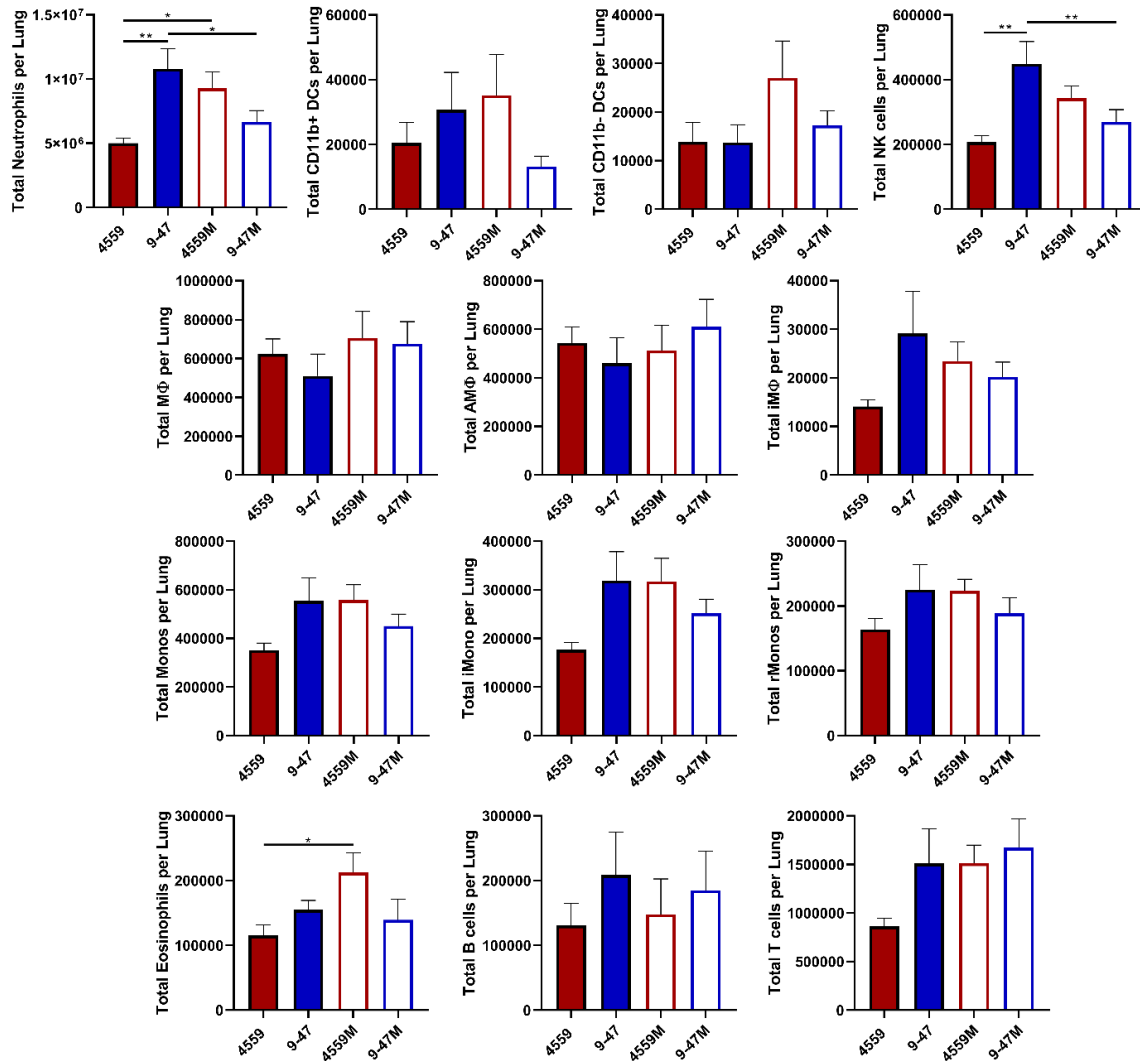 Total Neutrophils per Lung
1.5×10⁷
1×10⁷
5×10⁶
0
*
**
*
4559
9-47
4559M
9-47M
Total CD11b+ DCs per Lung
60000
40000
20000
0
4559
9-47
4559M
9-47M
Total CD11b- DCs per Lung
40000
30000
20000
10000
0
4559
9-47
4559M
9-47M
Total NK cells per Lung
600000
400000
200000
0
**
**
4559
9-47
4559M
9-47M
Total MΦ per Lung
1000000
800000
600000
400000
200000
0
4559
9-47
4559M
9-47M
Total AMΦ per Lung
800000
600000
400000
200000
0
4559
9-47
4559M
9-47M
Total iMΦ per Lung
40000
30000
20000
10000
0
4559
9-47
4559M
9-47M
Total Monos per Lung
800000
600000
400000
200000
0
4559
9-47
4559M
9-47M
Total iMono per Lung
400000
300000
200000
100000
0
4559
9-47
4559M
9-47M
Total rMonos per Lung
300000
200000
100000
0
4559
9-47
4559M
9-47M
Total Eosinophils per Lung
300000
200000
100000
0
*
4559
9-47
4559M
9-47M
Total B cells per Lung
300000
200000
100000
0
4559
9-47
4559M
9-47M
Total T cells per Lung
2000000
1500000
1000000
500000
0
4559
9-47
4559M
9-47M